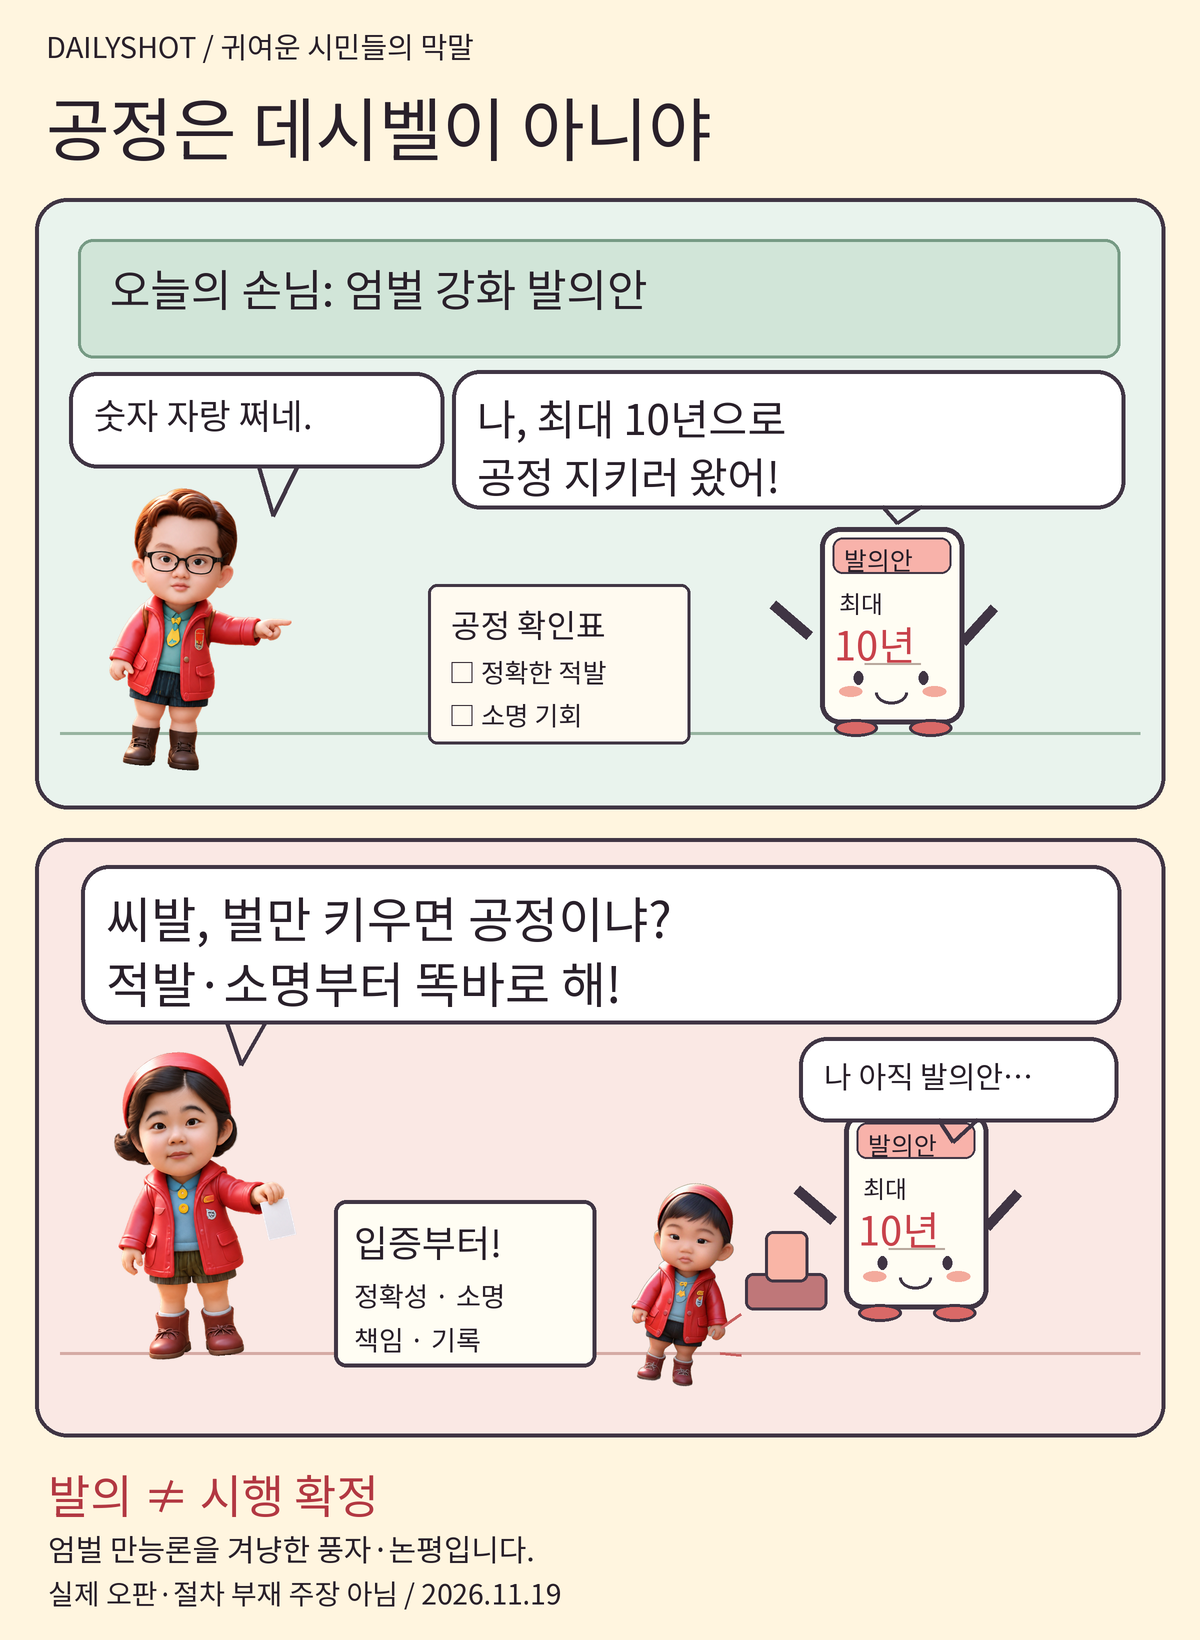 DAILYSHOT / 귀여운 시민들의 막말
공정은 데시벨이 아니야
오늘의 손님: 엄벌 강화 발의안
숫자 자랑 쩌네.
나, 최대 10년으로
공정 지키러 왔어!
발의안
최대
10년
공정 확인표
□ 정확한 적발
□ 소명 기회
씨발, 벌만 키우면 공정이냐?
적발·소명부터 똑바로 해!
나 아직 발의안…
발의안
최대
10년
입증부터!
정확성 · 소명
책임 · 기록
발의 ≠ 시행 확정
엄벌 만능론을 겨냥한 풍자·논평입니다.
실제 오판·절차 부재 주장 아님 / 2026.11.19